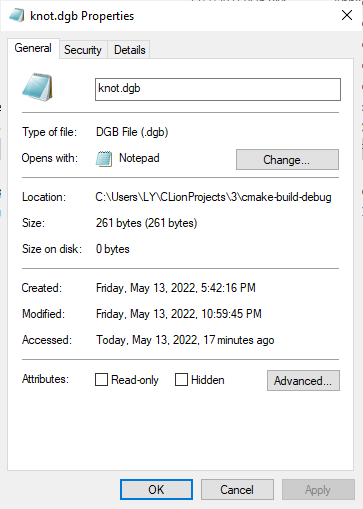 knot.dgb Properties
General Security Details
knot.dgb
Type of file: DGB File (.dgb)
Opens with: Notepad Change...
Location: C:\Users\LY\CLionProjects\3\cmake-build-debug
Size: 261 bytes (261 bytes)
Size on disk: 0 bytes
Created: Friday, May 13, 2022, 5:42:16 PM
Modified: Friday, May 13, 2022, 10:59:45 PM
Accessed: Today, May 13, 2022, 17 minutes ago
Attributes: Read-only Hidden Advanced...
OK Cancel Apply